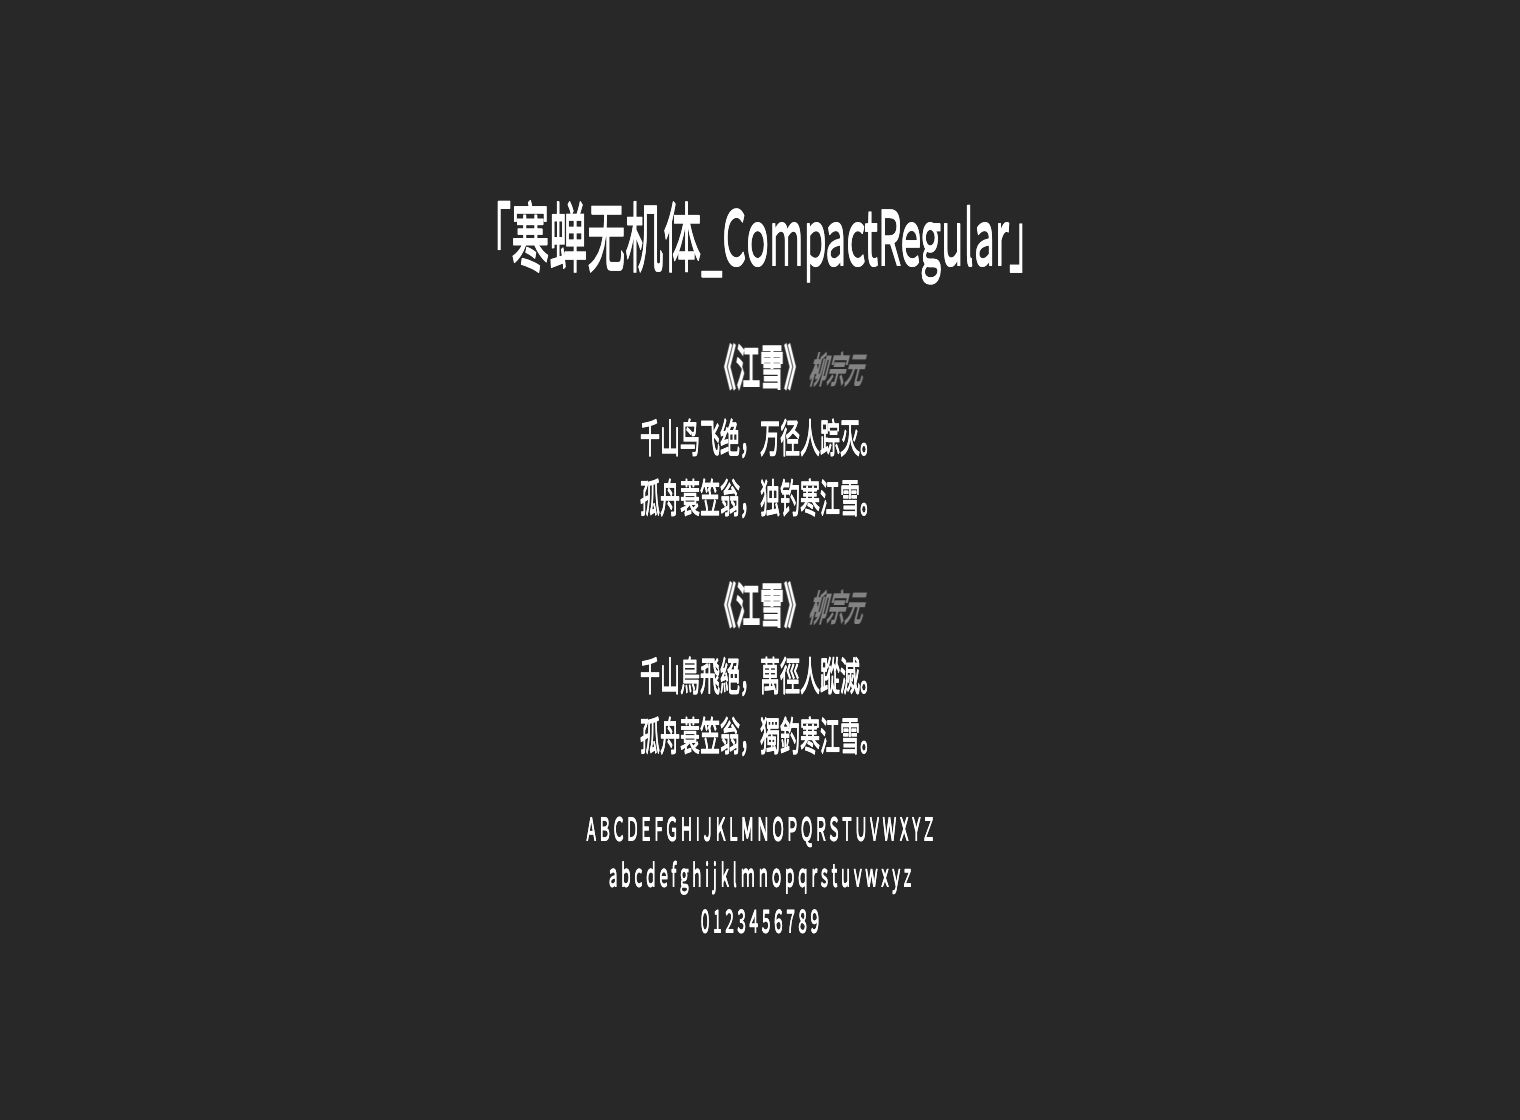 「寒蝉无机体_CompactRegular」
《江雪》 柳宗元
千山鸟飞绝，万径人踪灭。
孤舟蓑笠翁，独钓寒江雪。
《江雪》 柳宗元
千山鳥飛絕，萬徑人蹤滅。
孤舟蓑笠翁，獨釣寒江雪。
ABCDEFGHIJKLMNOPQRSTUVWXYZ
abcdefghijklmnopqrstuvwxyz
0123456789